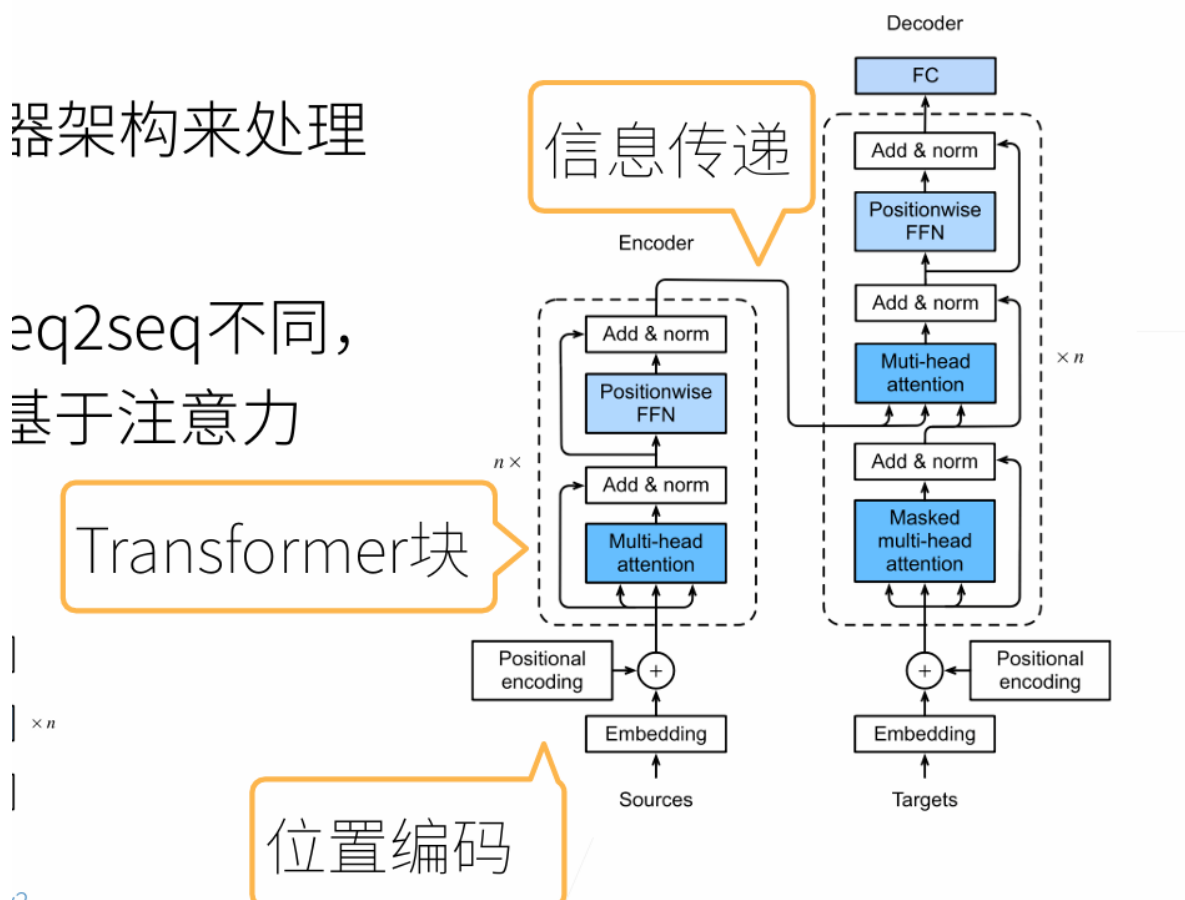 器架构来处理
eq2seq不同，
基于注意力
× n
信息传递
Transformer块
位置编码
Encoder
Add & norm
Positionwise
FFN
n ×
Add & norm
Multi-head
attention
Positional
encoding
+
Embedding
Sources
Decoder
FC
Add & norm
Positionwise
FFN
Add & norm
Muti-head
attention
× n
Add & norm
Masked
multi-head
attention
+
Positional
encoding
Embedding
Targets